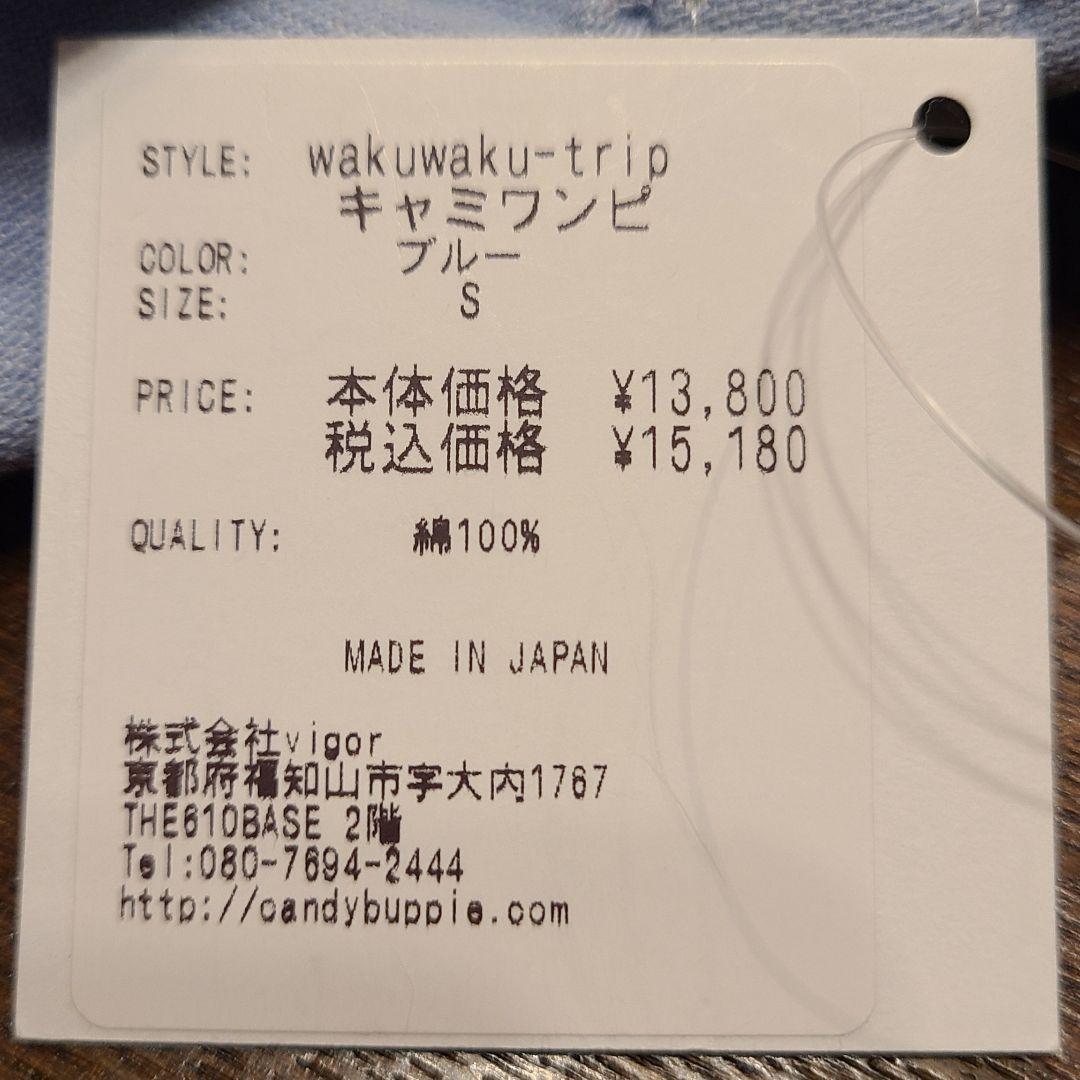 STYLE: wakuwaku-trip
キャミワンピ
COLOR: ブルー
SIZE: S
PRICE: 本体価格 ¥13,800
税込価格 ¥15,180
QUALITY: 綿100%
MADE IN JAPAN
株式会社vigor
京都府福知山市字大内1767
THE610BASE 2階
Tel:080-7694-2444
http://candybuppie.com